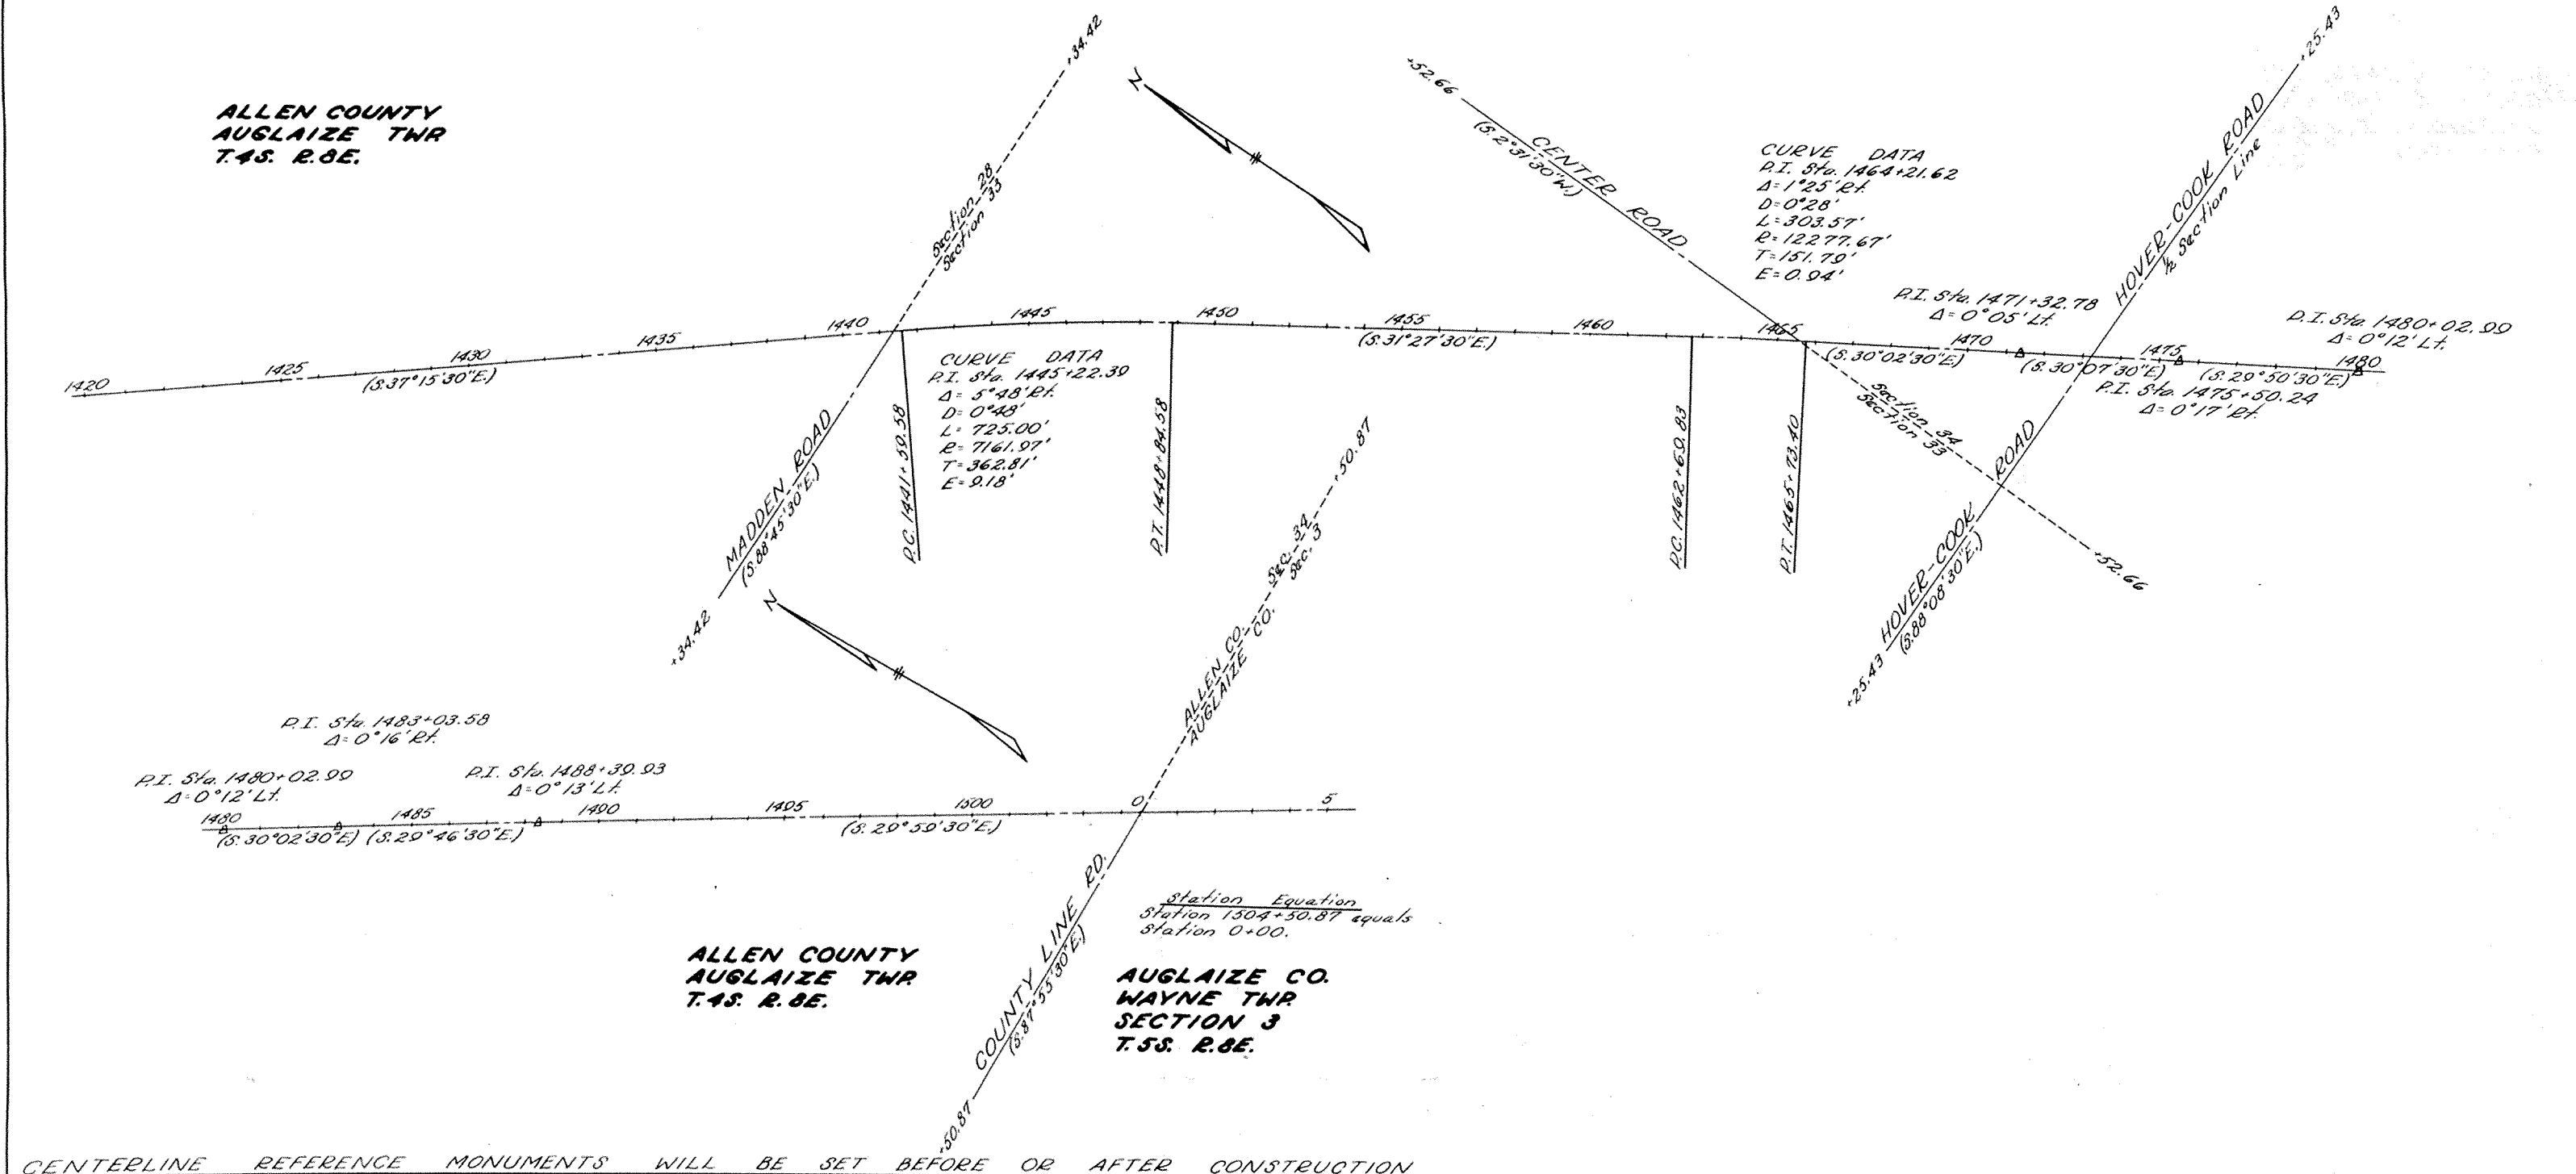 ALLEN COUNTY
AUGLAIZE TWP.
T.4S. R.8E.
+34.42
Section 28
Section 33
N
+52.66
CENTER ROAD
(S.2°31'30"W.)
CURVE DATA
P.I. Sta. 1464+21.62
Δ=1°25' Rt.
D=0°28'
L=303.57'
R=12277.67'
T=151.79'
E=0.94'
+25.43
HOVER-COOK ROAD
½ Section Line
P.I. Sta. 1471+32.78
Δ=0°05' Lt.
P.I. Sta. 1480+02.99
Δ=0°12' Lt.
1420 1425 1430 1435 1440 1445 1450 1455 1460 1465 1470 1475 1480
(S.37°15'30"E.) (S.31°27'30"E.) (S.30°02'30"E.) (S.30°07'30"E.) (S.29°50'30"E.)
P.I. Sta. 1475+50.24
Δ=0°17' Rt.
CURVE DATA
P.I. Sta. 1445+22.39
Δ=5°48' Rt.
D=0°48'
L=725.00'
R=7161.97'
T=362.81'
E=9.18'
MADDEN ROAD
(S.88°45'30"E.)
+34.42
P.C. 1441+59.58
P.T. 1448+84.58
P.C. 1462+69.83
P.T. 1465+73.40
Section 34
Section 33
+52.66
HOVER-COOK ROAD
(S.88°08'30"E.)
+25.43
N
+50.87
Sec. 34
Sec. 3
ALLEN CO.
AUGLAIZE CO.
P.I. Sta. 1483+03.58
Δ=0°16' Rt.
P.I. Sta. 1480+02.99
Δ=0°12' Lt.
P.I. Sta. 1488+39.93
Δ=0°13' Lt.
1480 1485 1490 1495 1500 0 5
(S.30°02'30"E.) (S.29°46'30"E.) (S.29°59'30"E.)
COUNTY LINE RD.
(S.87°55'30"E.)
+50.87
Station Equation
Station 1504+50.87 equals
Station 0+00.
ALLEN COUNTY
AUGLAIZE TWP.
T.4S. R.8E.
AUGLAIZE CO.
WAYNE TWP.
SECTION 3
T.5S. R.8E.
CENTERLINE REFERENCE MONUMENTS WILL BE SET BEFORE OR AFTER CONSTRUCTION